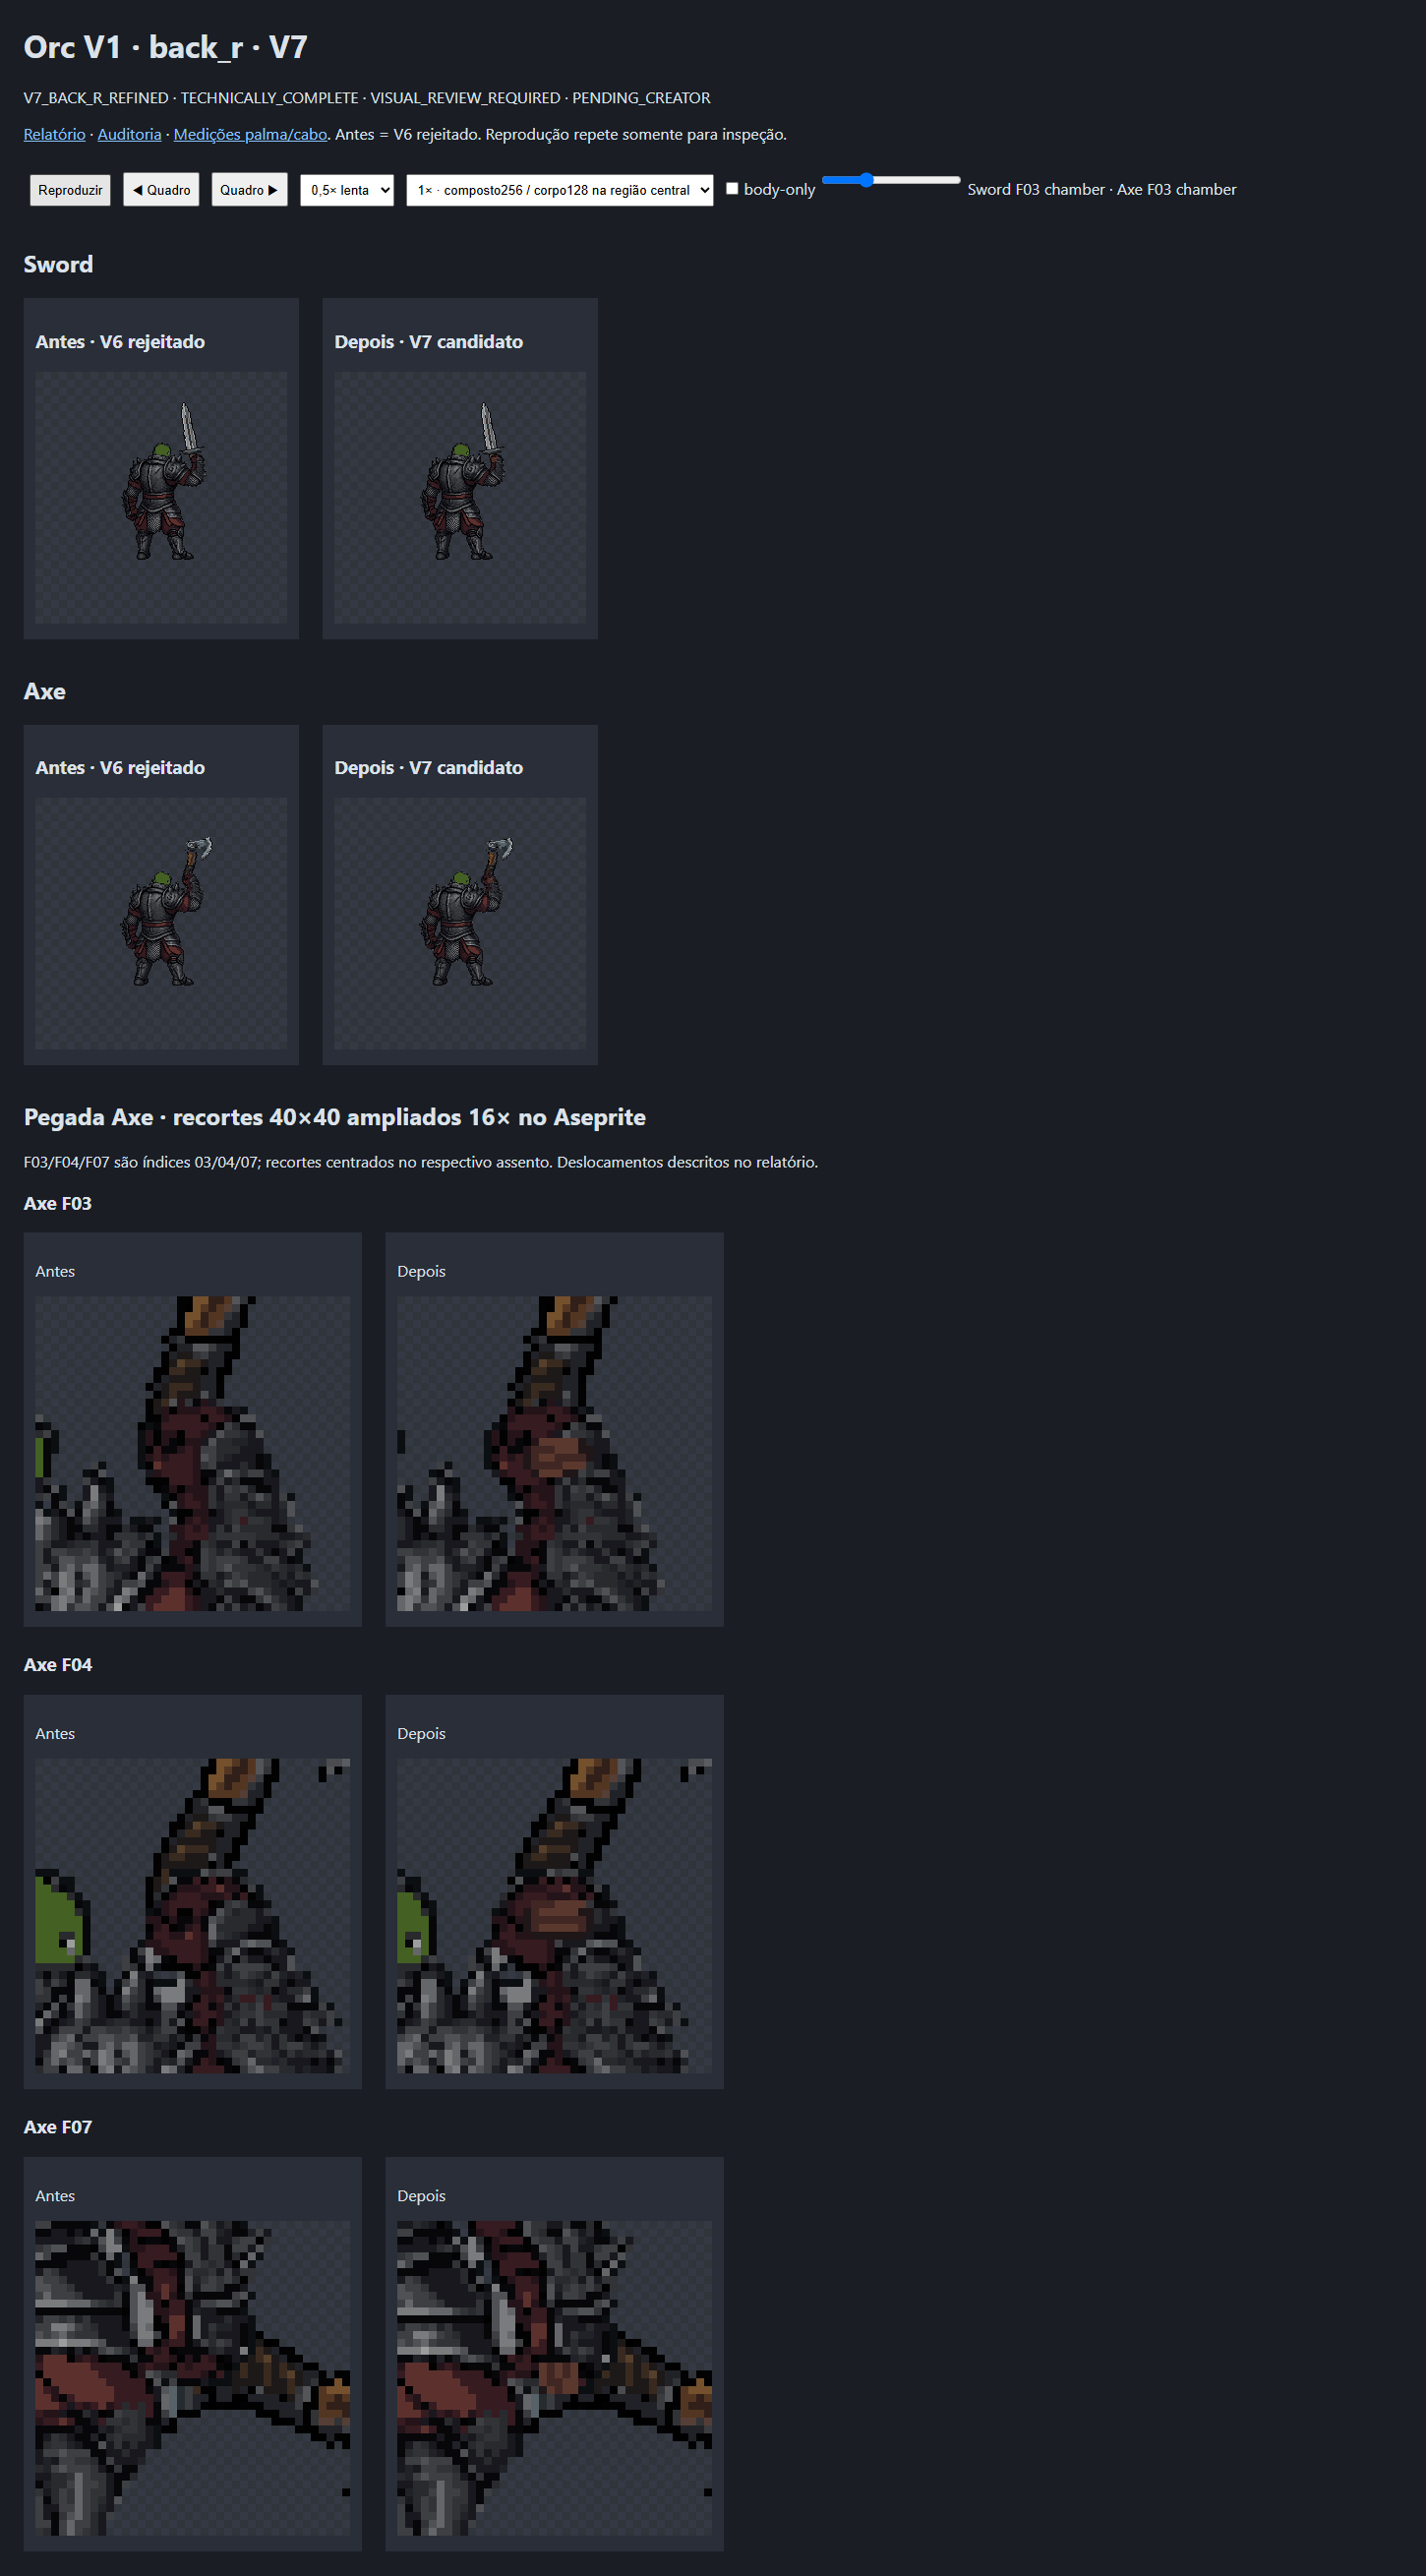 Orc V1 · back_r · V7
V7_BACK_R_REFINED · TECHNICALLY_COMPLETE · VISUAL_REVIEW_REQUIRED · PENDING_CREATOR
Relatório · Auditoria · Medições palma/cabo. Antes = V6 rejeitado. Reprodução repete somente para inspeção.
Reproduzir ◀ Quadro Quadro ▶ 0,5× lenta 1× · composto256 / corpo128 na região central body-only Sword F03 chamber · Axe F03 chamber
Sword
Antes · V6 rejeitado Depois · V7 candidato
Axe
Antes · V6 rejeitado Depois · V7 candidato
Pegada Axe · recortes 40×40 ampliados 16× no Aseprite
F03/F04/F07 são índices 03/04/07; recortes centrados no respectivo assento. Deslocamentos descritos no relatório.
Axe F03
Antes Depois
Axe F04
Antes Depois
Axe F07
Antes Depois